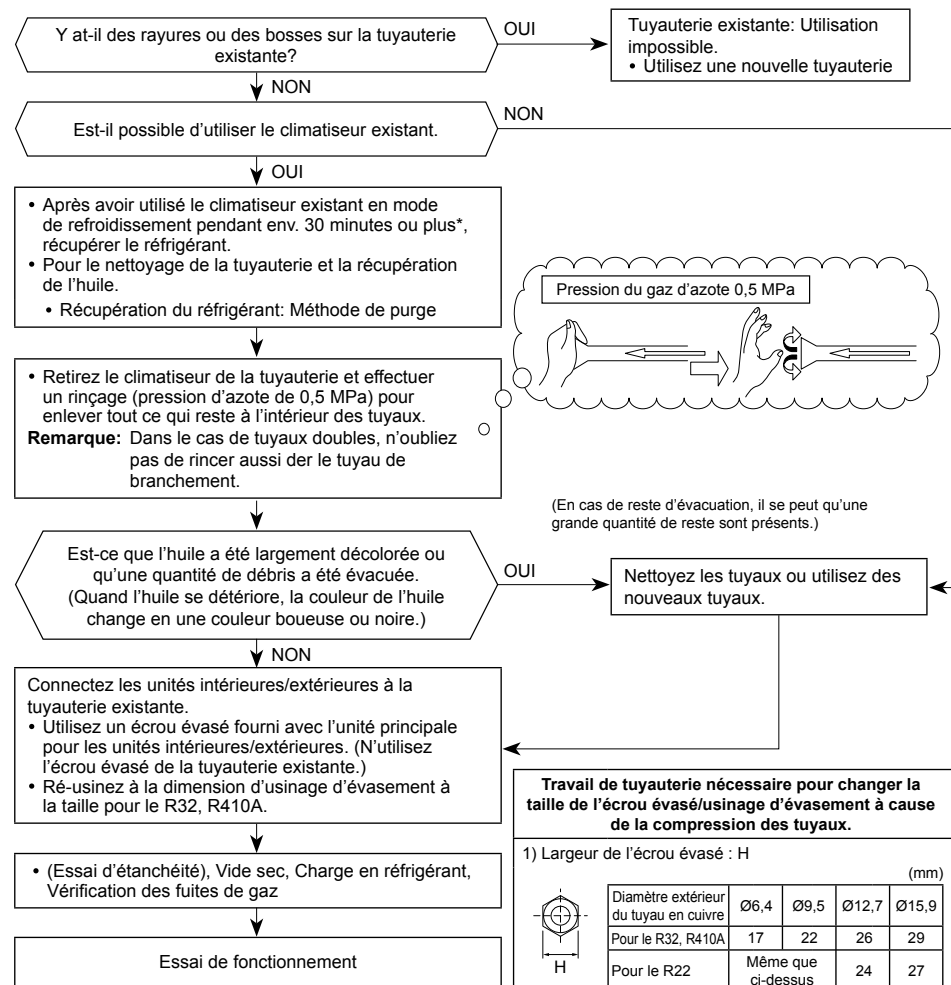 Y at-il des rayures ou des bosses sur la tuyauterie
existante?
OUI
Tuyauterie existante: Utilisation
impossible.
• Utilisez une nouvelle tuyauterie
NON
Est-il possible d'utiliser le climatiseur existant.
NON
OUI
• Après avoir utilisé le climatiseur existant en mode
de refroidissement pendant env. 30 minutes ou plus*,
récupérer le réfrigérant.
• Pour le nettoyage de la tuyauterie et la récupération
de l'huile.
• Récupération du réfrigérant: Méthode de purge
Pression du gaz d'azote 0,5 MPa
• Retirez le climatiseur de la tuyauterie et effectuer
un rinçage (pression d'azote de 0,5 MPa) pour
enlever tout ce qui reste à l'intérieur des tuyaux.
Remarque: Dans le cas de tuyaux doubles, n'oubliez
pas de rincer aussi der le tuyau de
branchement.
(En cas de reste d'évacuation, il se peut qu'une
grande quantité de reste sont présents.)
Est-ce que l'huile a été largement décolorée ou
qu'une quantité de débris a été évacuée.
(Quand l'huile se détériore, la couleur de l'huile
change en une couleur boueuse ou noire.)
OUI
Nettoyez les tuyaux ou utilisez des
nouveaux tuyaux.
NON
Connectez les unités intérieures/extérieures à la
tuyauterie existante.
• Utilisez un écrou évasé fourni avec l'unité principale
pour les unités intérieures/extérieures. (N'utilisez
l'écrou évasé de la tuyauterie existante.)
• Ré-usinez à la dimension d'usinage d'évasement à
la taille pour le R32, R410A.
• (Essai d'étanchéité), Vide sec, Charge en réfrigérant,
Vérification des fuites de gaz
Essai de fonctionnement
Travail de tuyauterie nécessaire pour changer la
taille de l'écrou évasé/usinage d'évasement à cause
de la compression des tuyaux.
1) Largeur de l'écrou évasé : H
(mm)
H
Diamètre extérieur
du tuyau en cuivre
Ø6,4 Ø9,5 Ø12,7 Ø15,9
Pour le R32, R410A 17 22 26 29
Pour le R22 Même que
ci-dessus 24 27